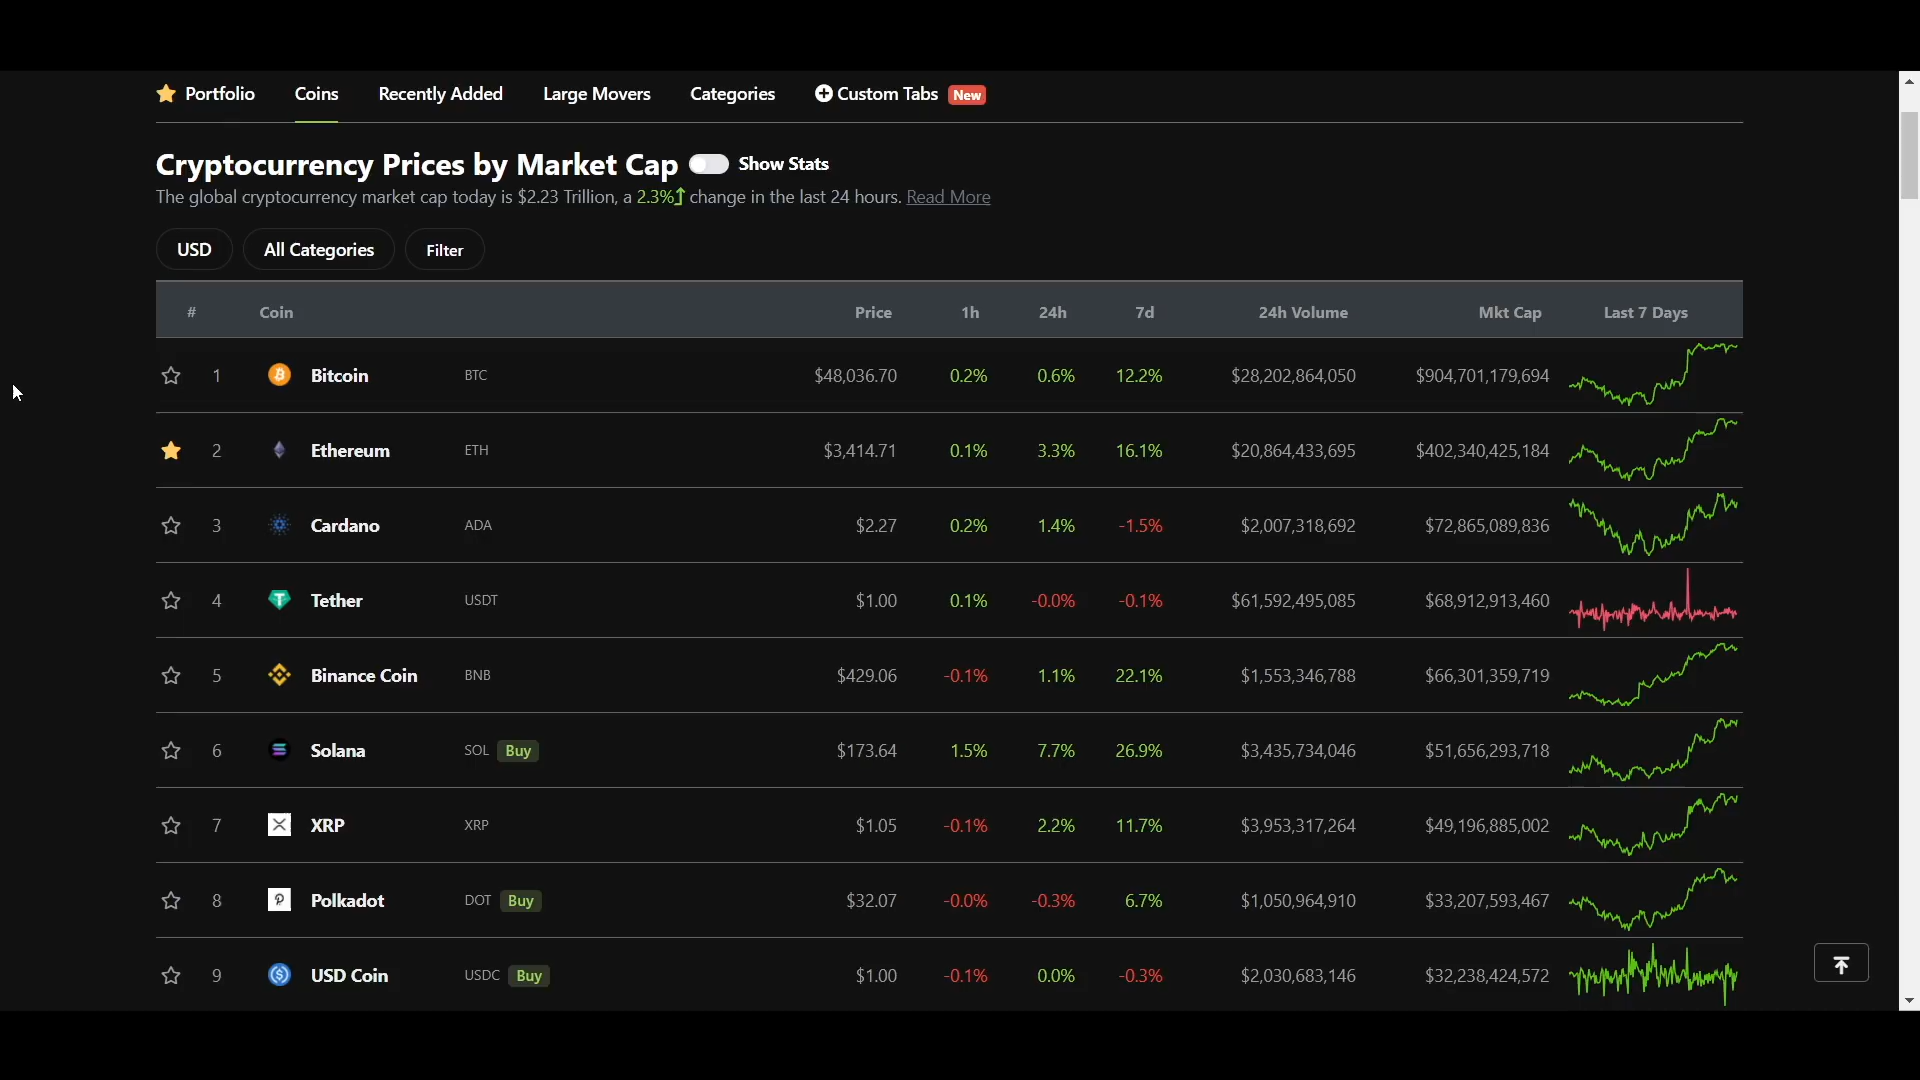 Portfolio Coins Recently Added Large Movers Categories Custom Tabs New
Cryptocurrency Prices by Market Cap Show Stats
The global cryptocurrency market cap today is $2.23 Trillion, a 2.3% change in the last 24 hours. Read More
USD All Categories Filter
# Coin Price 1h 24h 7d 24h Volume Mkt Cap Last 7 Days
1 Bitcoin BTC $48,036.70 0.2% 0.6% 12.2% $28,202,864,050 $904,701,179,694
2 Ethereum ETH $3,414.71 0.1% 3.3% 16.1% $20,864,433,695 $402,340,425,184
3 Cardano ADA $2.27 0.2% 1.4% -1.5% $2,007,318,692 $72,865,089,836
4 Tether USDT $1.00 0.1% -0.0% -0.1% $61,592,495,085 $68,912,913,460
5 Binance Coin BNB $429.06 -0.1% 1.1% 22.1% $1,553,346,788 $66,301,359,719
6 Solana SOL Buy $173.64 1.5% 7.7% 26.9% $3,435,734,046 $51,656,293,718
7 XRP XRP $1.05 -0.1% 2.2% 11.7% $3,953,317,264 $49,196,885,002
8 Polkadot DOT Buy $32.07 -0.0% -0.3% 6.7% $1,050,964,910 $33,207,593,467
9 USD Coin USDC Buy $1.00 -0.1% 0.0% -0.3% $2,030,683,146 $32,238,424,572